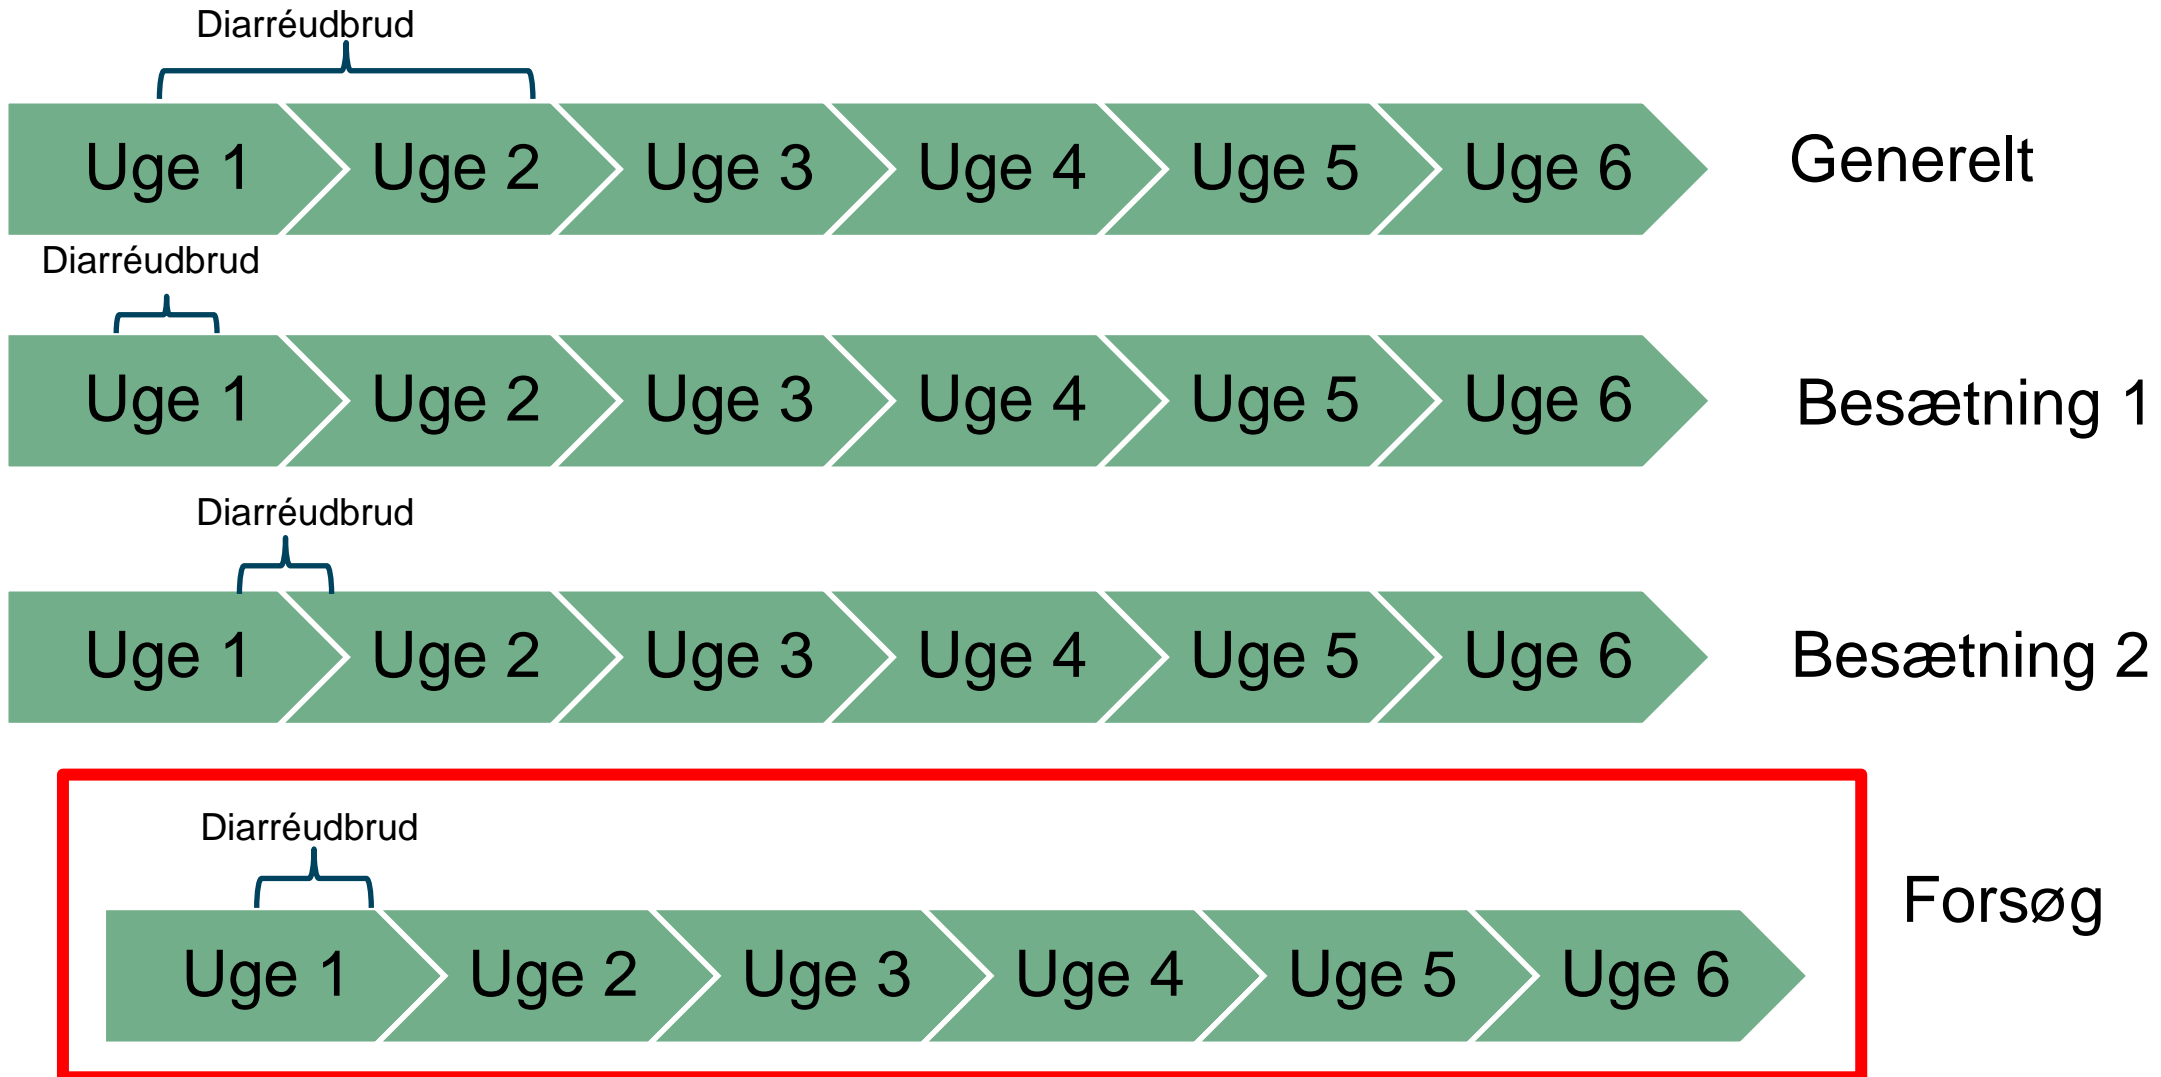 Diarréudbrud
Uge 1 Uge 2 Uge 3 Uge 4 Uge 5 Uge 6 Generelt
Diarréudbrud
Uge 1 Uge 2 Uge 3 Uge 4 Uge 5 Uge 6 Besætning 1
Diarréudbrud
Uge 1 Uge 2 Uge 3 Uge 4 Uge 5 Uge 6 Besætning 2
Diarréudbrud
Forsøg
Uge 1 Uge 2 Uge 3 Uge 4 Uge 5 Uge 6